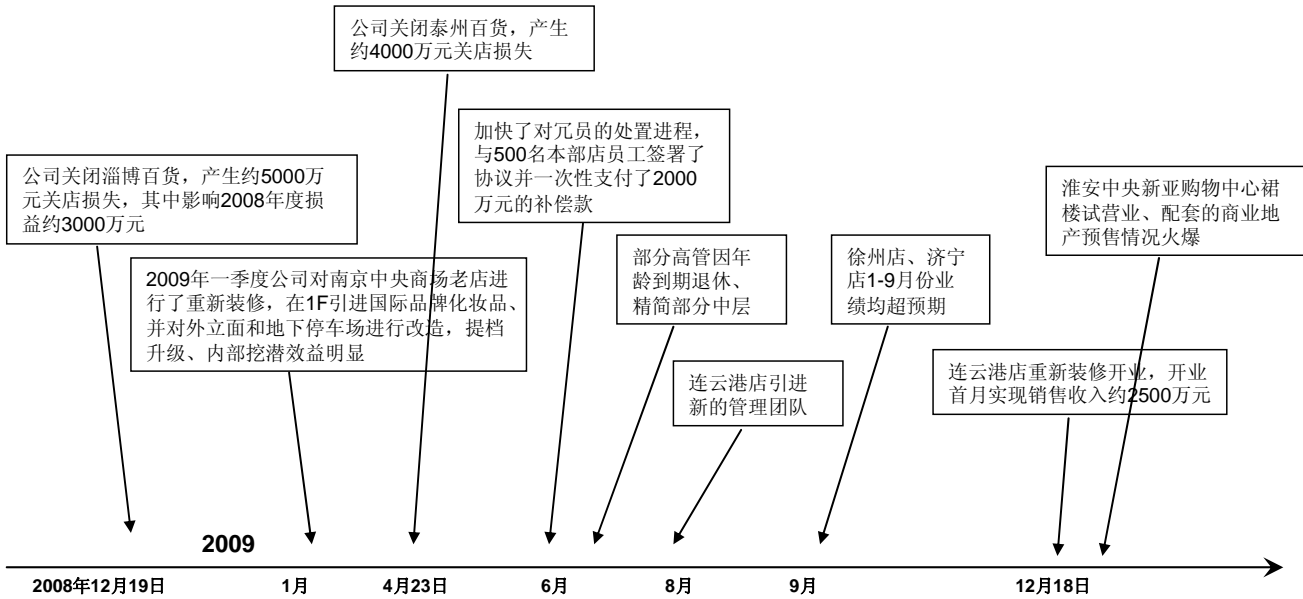 公司关闭泰州百货，产生
约4000万元关店损失
加快了对冗员的处置进程，
与500名本部店员工签署了
协议并一次性支付了2000
万元的补偿款
公司关闭淄博百货，产生约5000万
元关店损失，其中影响2008年度损
益约3000万元
淮安中央新亚购物中心裙
楼试营业、配套的商业地
产预售情况火爆
2009年一季度公司对南京中央商场老店进
行了重新装修，在1F引进国际品牌化妆品、
并对外立面和地下停车场进行改造，提档
升级、内部挖潜效益明显
部分高管因年
龄到期退休、
精简部分中层
徐州店、济宁
店1-9月份业
绩均超预期
连云港店引进
新的管理团队
连云港店重新装修开业，开业
首月实现销售收入约2500万元
2009
2008年12月19日
1月
4月23日
6月
8月
9月
12月18日